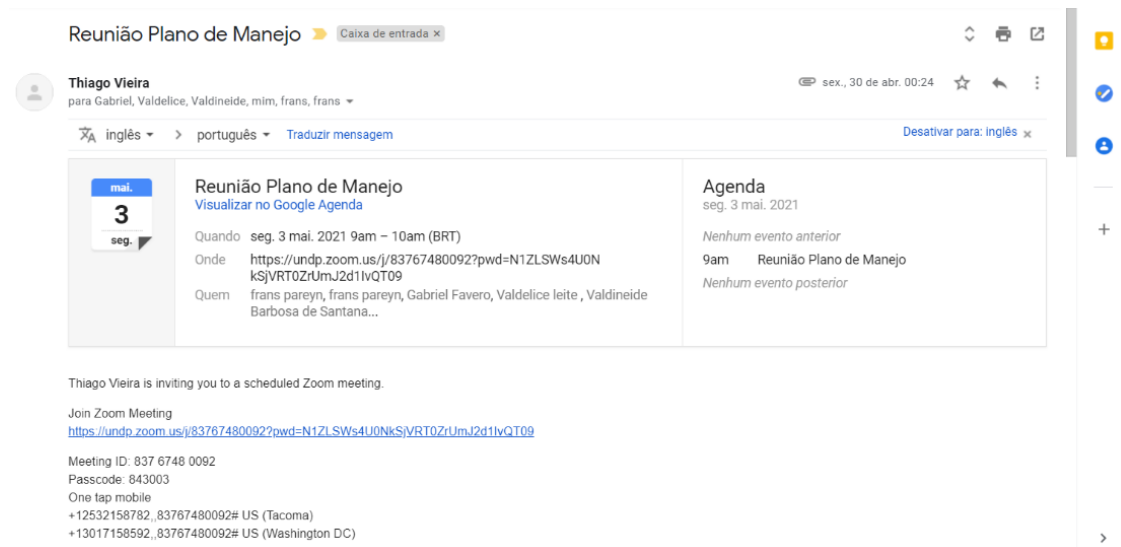 Reunião Plano de Manejo
Caixa de entrada ×
Thiago Vieira
sex., 30 de abr. 00:24
para Gabriel, Valdelice, Valdineide, mim, frans, frans
inglês
>
português
Traduzir mensagem
Desativar para: inglês ×
mai.
3
seg.
Reunião Plano de Manejo
Visualizar no Google Agenda
Quando seg. 3 mai. 2021 9am – 10am (BRT)
Onde https://undp.zoom.us/j/83767480092?pwd=N1ZLSWs4U0N
kSjVRT0ZrUmJ2d1IvQT09
Quem frans pareyn, frans pareyn, Gabriel Favero, Valdelice leite , Valdineide
Barbosa de Santana...
Agenda
seg. 3 mai. 2021
Nenhum evento anterior
9am Reunião Plano de Manejo
Nenhum evento posterior
Thiago Vieira is inviting you to a scheduled Zoom meeting.
Join Zoom Meeting
https://undp.zoom.us/j/83767480092?pwd=N1ZLSWs4U0NkSjVRT0ZrUmJ2d1IvQT09
Meeting ID: 837 6748 0092
Passcode: 843003
One tap mobile
+12532158782,,83767480092# US (Tacoma)
+13017158592,,83767480092# US (Washington DC)